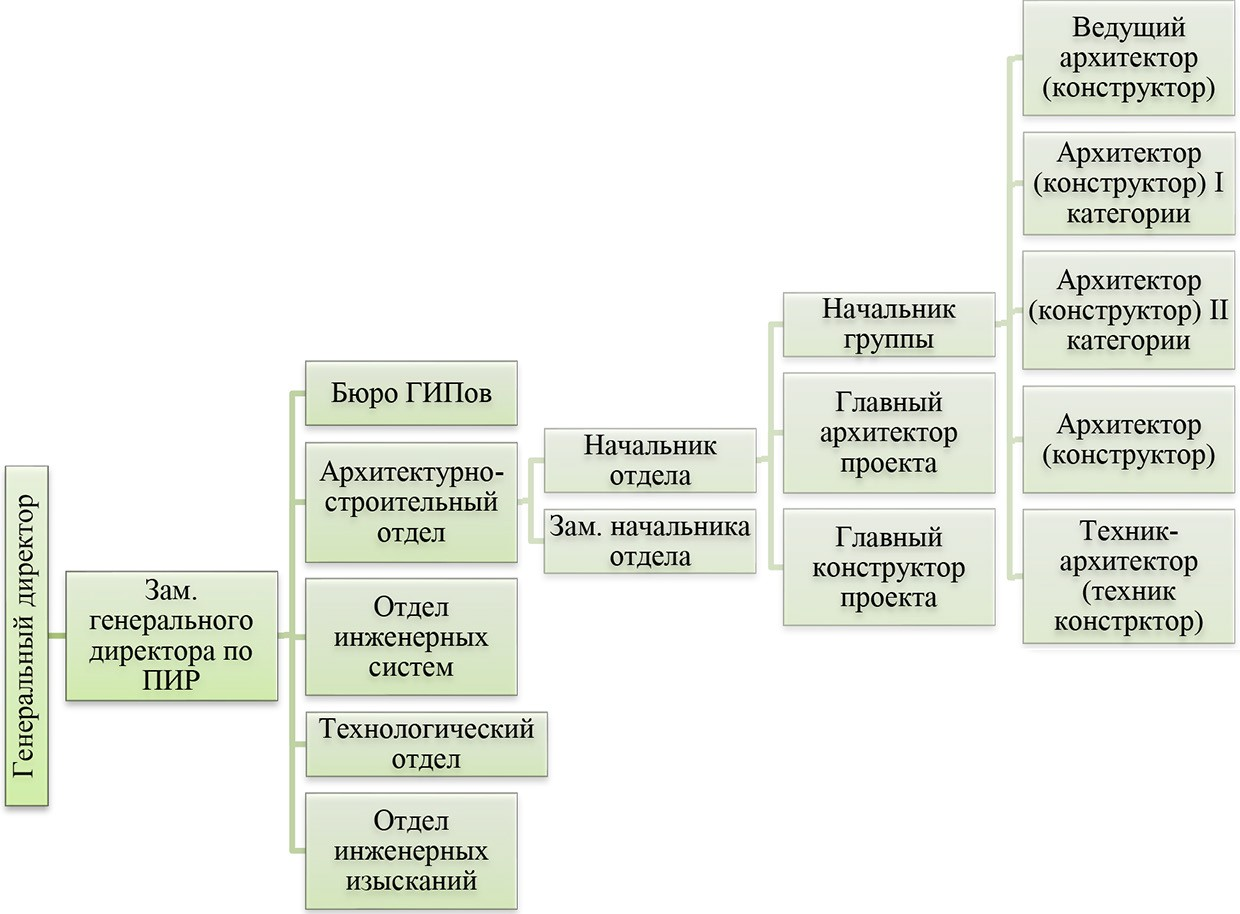 Генеральный директор
Зам.
генерального
директора по
ПИР
Бюро ГИПов
Архитектурно-
строительный
отдел
Отдел
инженерных
систем
Технологический
отдел
Отдел
инженерных
изысканий
Начальник
отдела
Зам. начальника
отдела
Начальник
группы
Главный
архитектор
проекта
Главный
конструктор
проекта
Ведущий
архитектор
(конструктор)
Архитектор
(конструктор) I
категории
Архитектор
(конструктор) II
категории
Архитектор
(конструктор)
Техник-
архитектор
(техник
констрктор)